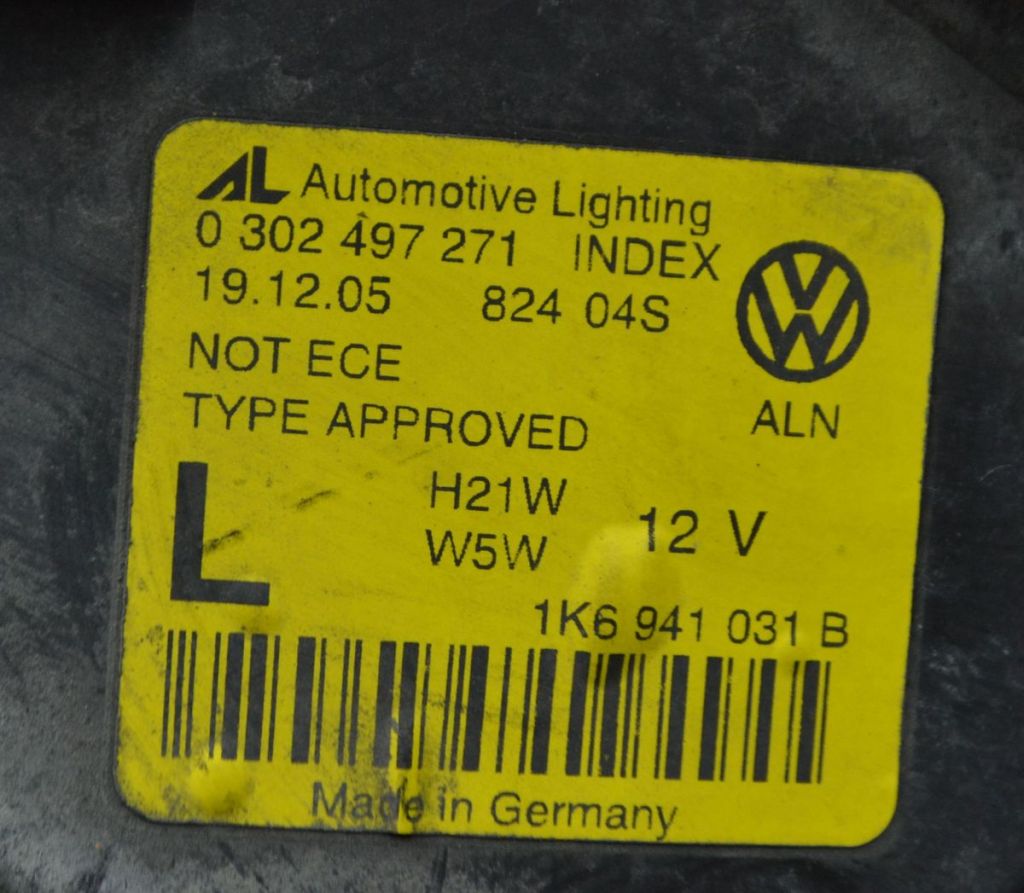 AL Automotive Lighting
0 302 497 271 INDEX
19.12.05 824 04S
NOT ECE
TYPE APPROVED
ALN
L
H21W
W5W
12 V
1K6 941 031 B
Made in Germany